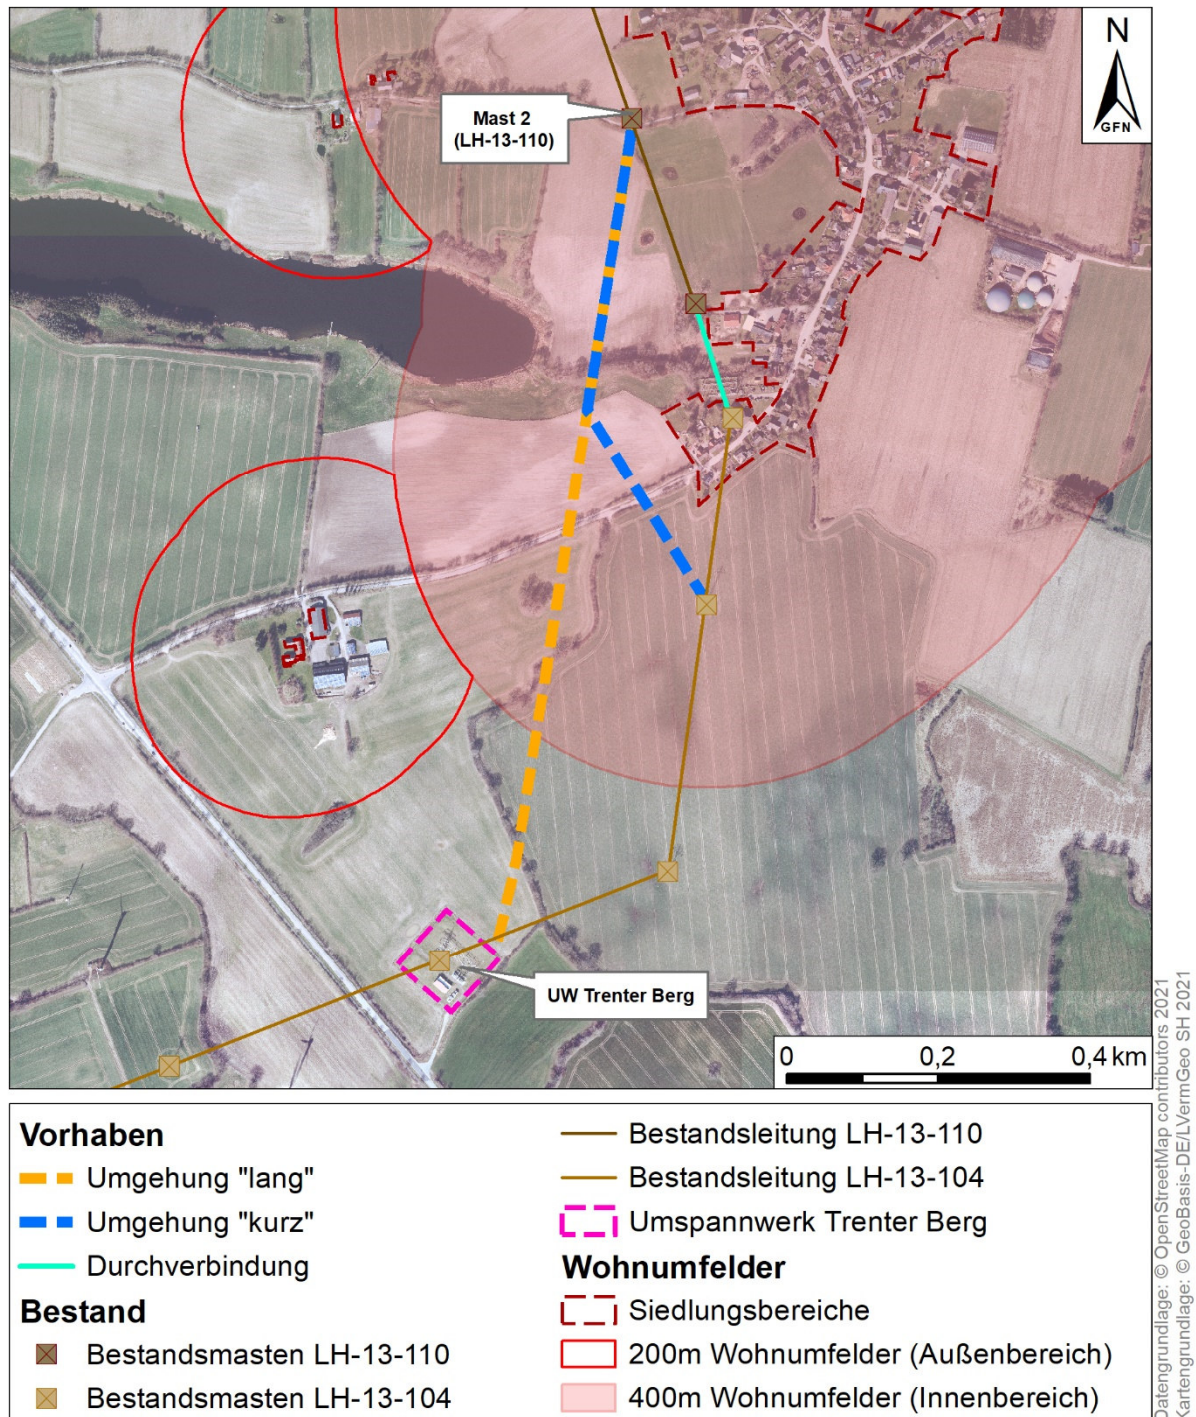 N
GFN
Mast 2
(LH-13-110)
UW Trenter Berg
0 0,2 0,4 km
Vorhaben
Umgehung "lang"
Umgehung "kurz"
Durchverbindung
Bestand
Bestandsmasten LH-13-110
Bestandsmasten LH-13-104
Bestandsleitung LH-13-110
Bestandsleitung LH-13-104
Umspannwerk Trenter Berg
Wohnumfelder
Siedlungsbereiche
200m Wohnumfelder (Außenbereich)
400m Wohnumfelder (Innenbereich)
Datengrundlage: © OpenStreetMap contributors 2021
Kartengrundlage: © GeoBasis-DE/LVermGeo SH 2021